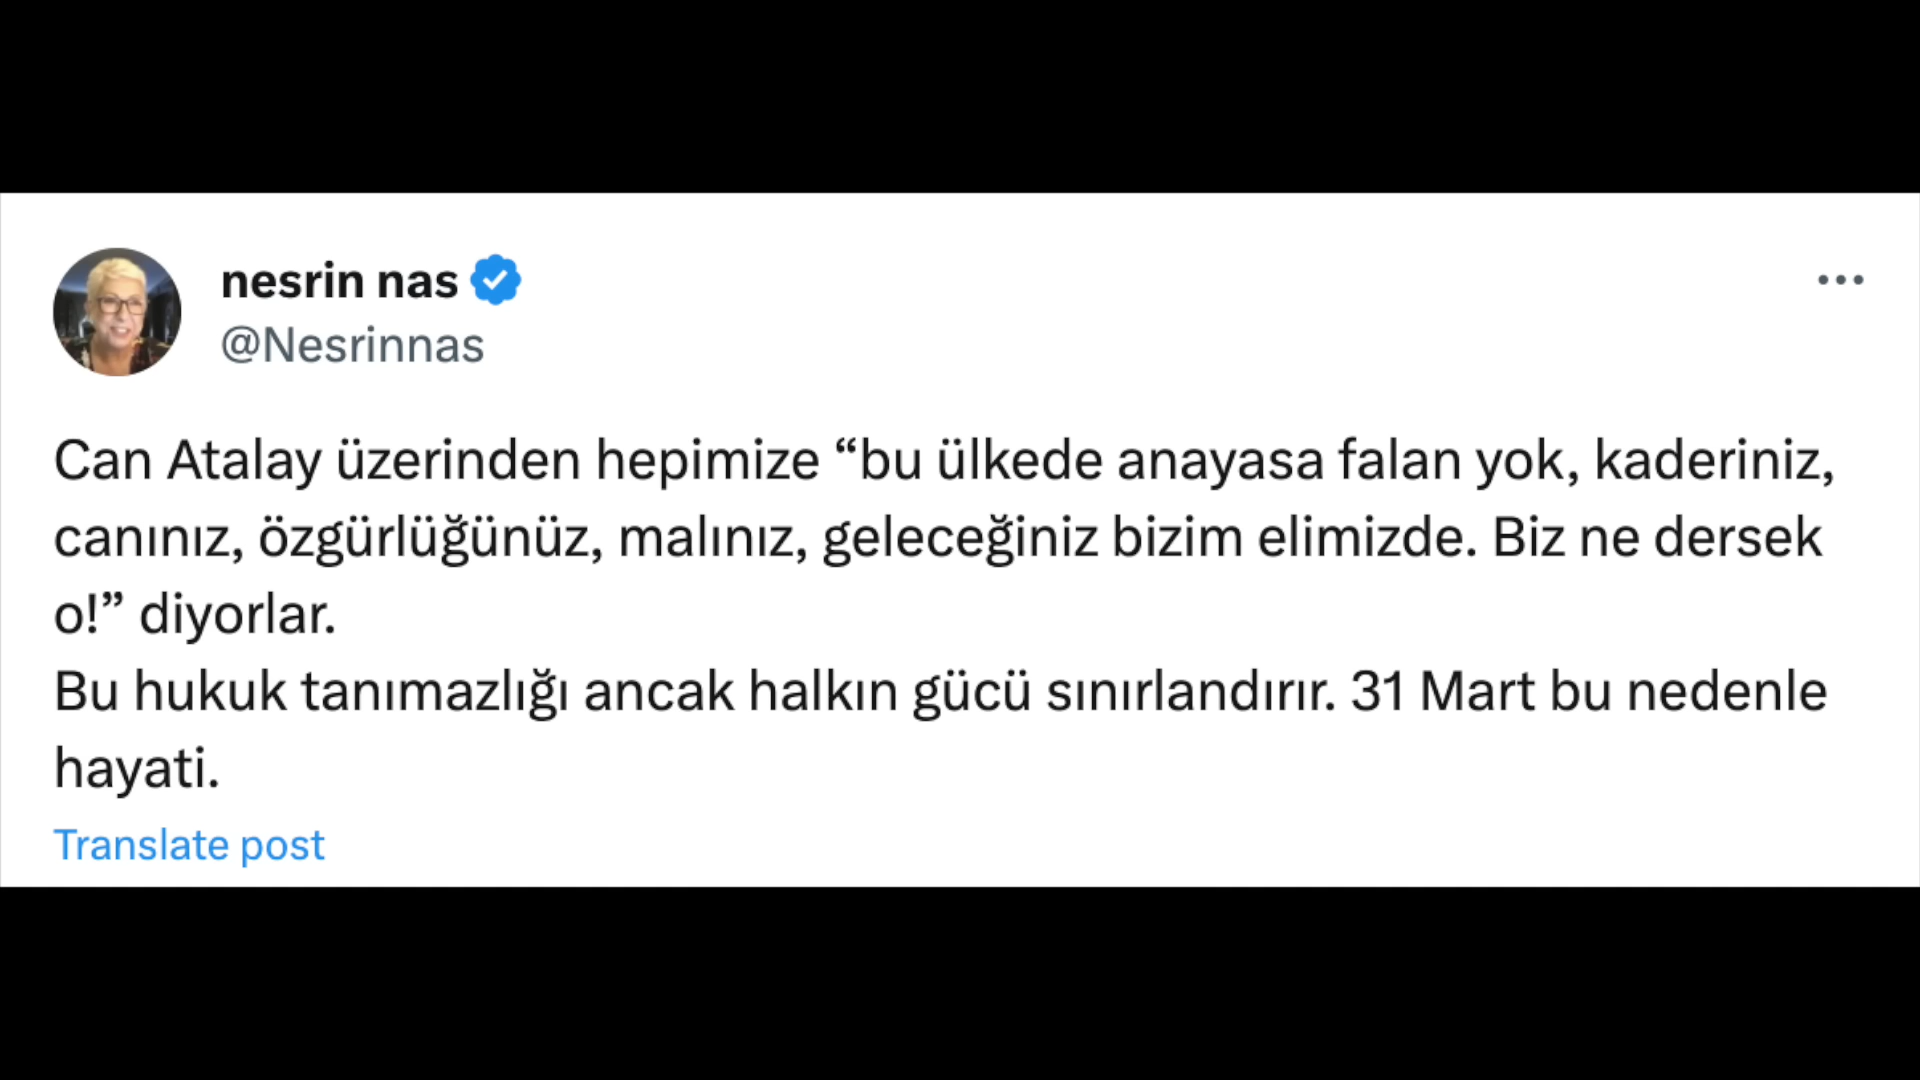 nesrin nas
@Nesrinnas
Can Atalay üzerinden hepimize “bu ülkede anayasa falan yok, kaderiniz,
canınız, özgürlüğünüz, malınız, geleceğiniz bizim elimizde. Biz ne dersek
o!” diyorlar.
Bu hukuk tanımazlığı ancak halkın gücü sınırlandırır. 31 Mart bu nedenle
hayati.
Translate post